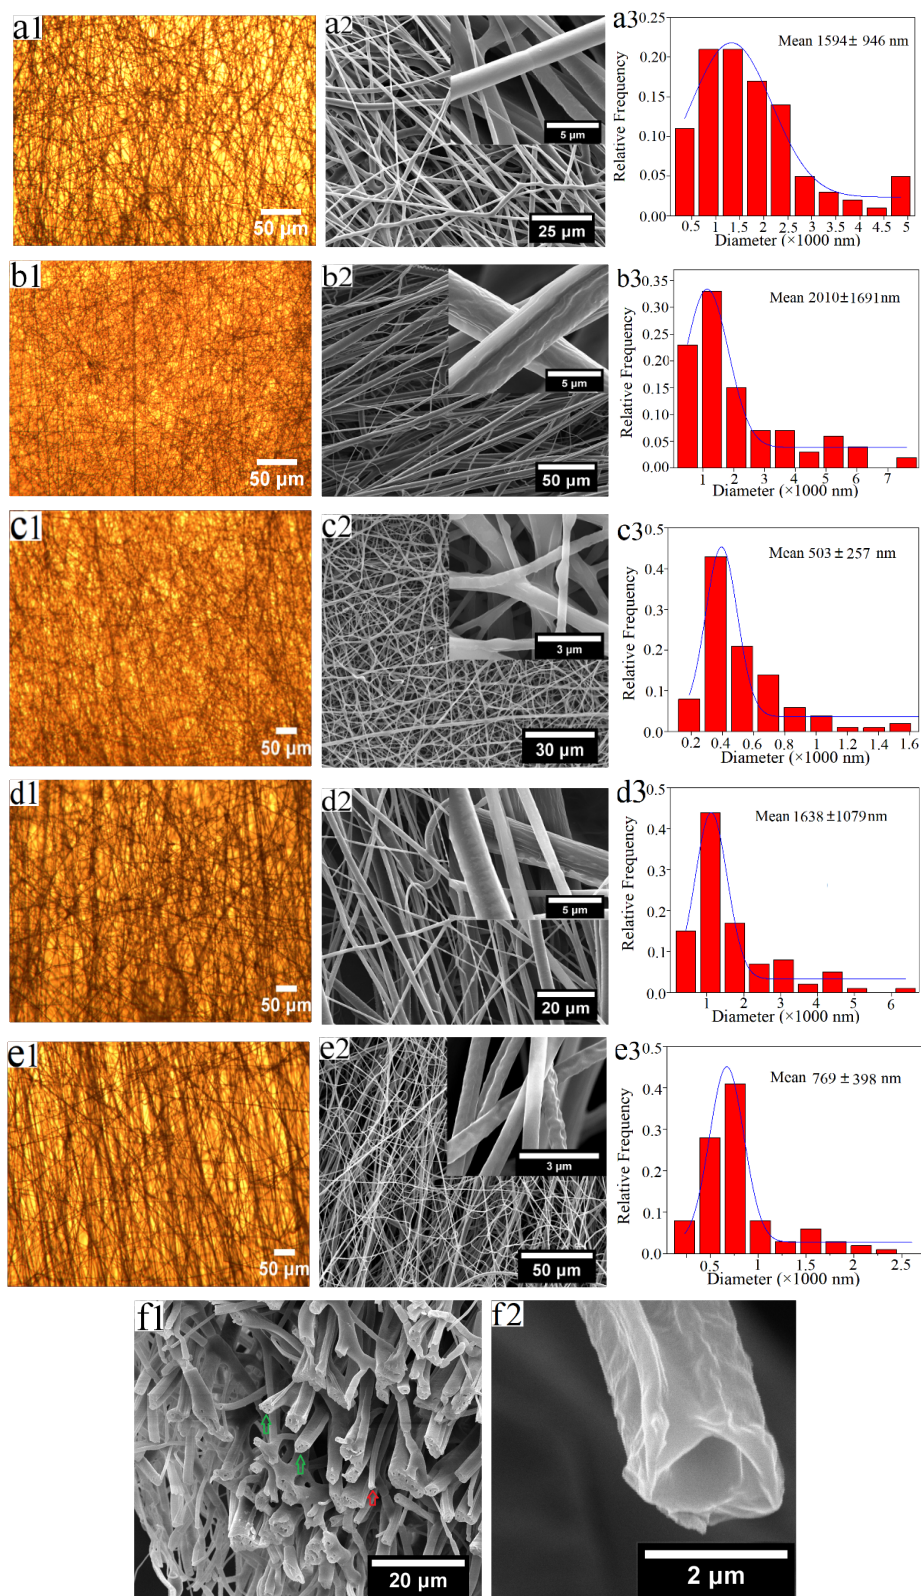 a1
50 µm
a2
5 µm
25 µm
a3
Mean 1594± 946 nm
Relative Frequency
0.25
0.20
0.15
0.10
0.05
0.00
0.5 1 1.5 2 2.5 3 3.5 4 4.5 5
Diameter (×1000 nm)
b1
50 µm
b2
5 µm
50 µm
b3
Mean 2010±1691nm
Relative Frequency
0.35
0.30
0.25
0.20
0.15
0.10
0.05
0.00
1 2 3 4 5 6 7
Diameter (×1000 nm)
c1
50 µm
c2
3 µm
30 µm
c3
Mean 503 ± 257 nm
Relative Frequency
0.5
0.4
0.3
0.2
0.1
0.0
0.2 0.4 0.6 0.8 1 1.2 1.4 1.6
Diameter (×1000 nm)
d1
50 µm
d2
5 µm
20 µm
d3
Mean 1638 ±1079nm
Relative Frequency
0.5
0.4
0.3
0.2
0.1
0.0
1 2 3 4 5 6
Diameter (×1000 nm)
e1
50 µm
e2
3 µm
50 µm
e3
Mean 769 ± 398 nm
Relative Frequency
0.5
0.4
0.3
0.2
0.1
0.0
0.5 1 1.5 2 2.5
Diameter (×1000 nm)
f1
20 µm
f2
2 µm